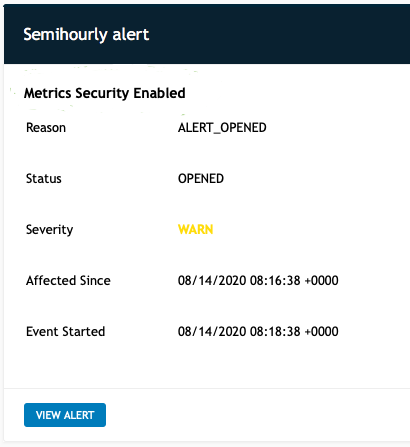 Semihourly alert
Metrics Security Enabled
Reason ALERT_OPENED
Status OPENED
Severity WARN
Affected Since 08/14/2020 08:16:38 +0000
Event Started 08/14/2020 08:18:38 +0000
VIEW ALERT